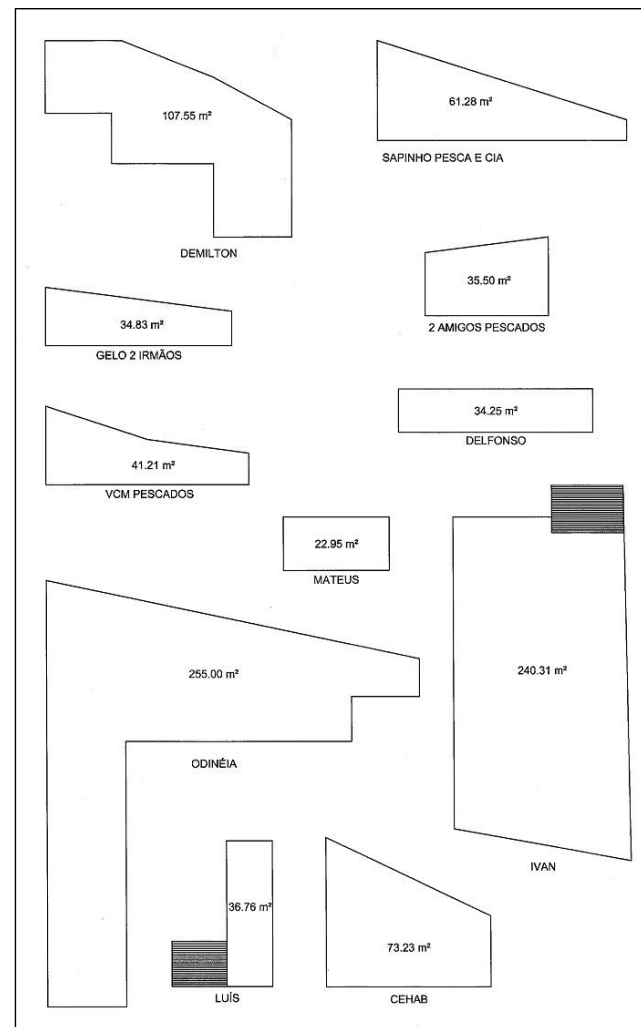 107.55 m²
DEMILTON
61.28 m²
SAPINHO PESCA E CIA
35.50 m²
2 AMIGOS PESCADOS
34.83 m²
GELO 2 IRMÃOS
34.25 m²
DELFONSO
41.21 m²
VCM PESCADOS
22.95 m²
MATEUS
255.00 m²
ODINÉIA
240.31 m²
IVAN
36.76 m²
LUÍS
73.23 m²
CEHAB